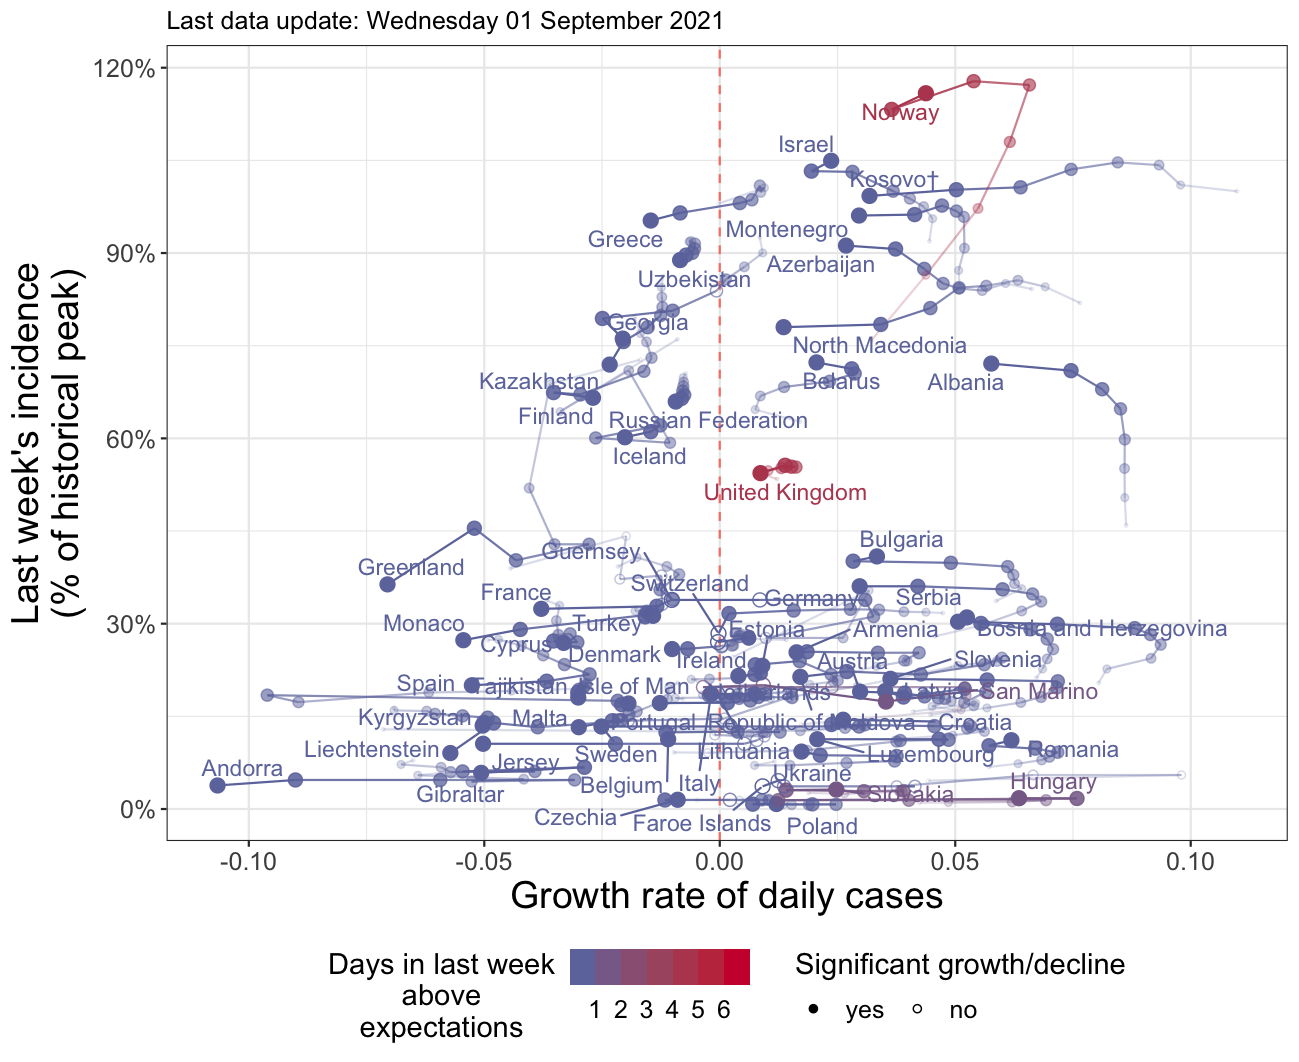 Last data update: Wednesday 01 September 2021
120%
90%
60%
30%
0%
Last week's incidence
(% of historical peak)
Norway
Israel
Kosovo†
Greece
Montenegro
Uzbekistan
Azerbaijan
Georgia
North Macedonia
Kazakhstan
Belarus
Albania
Finland
Russian Federation
Iceland
United Kingdom
Bulgaria
Guernsey
Greenland
Switzerland
France
Germany
Serbia
Monaco
Turkey
Estonia
Armenia
Bosnia and Herzegovina
Cyprus
Denmark
Ireland
Austria
Slovenia
Spain
Tajikistan
Isle of Man
Netherlands
Latvia
San Marino
Kyrgyzstan
Malta
Portugal
Republic of Moldova
Croatia
Liechtenstein
Sweden
Lithuania
Luxembourg
Romania
Andorra
Jersey
Gibraltar
Belgium
Italy
Ukraine
Slovakia
Hungary
Czechia
Faroe Islands
Poland
-0.10
-0.05
0.00
0.05
0.10
Growth rate of daily cases
Days in last week
above
expectations
1 2 3 4 5 6
Significant growth/decline
yes
no